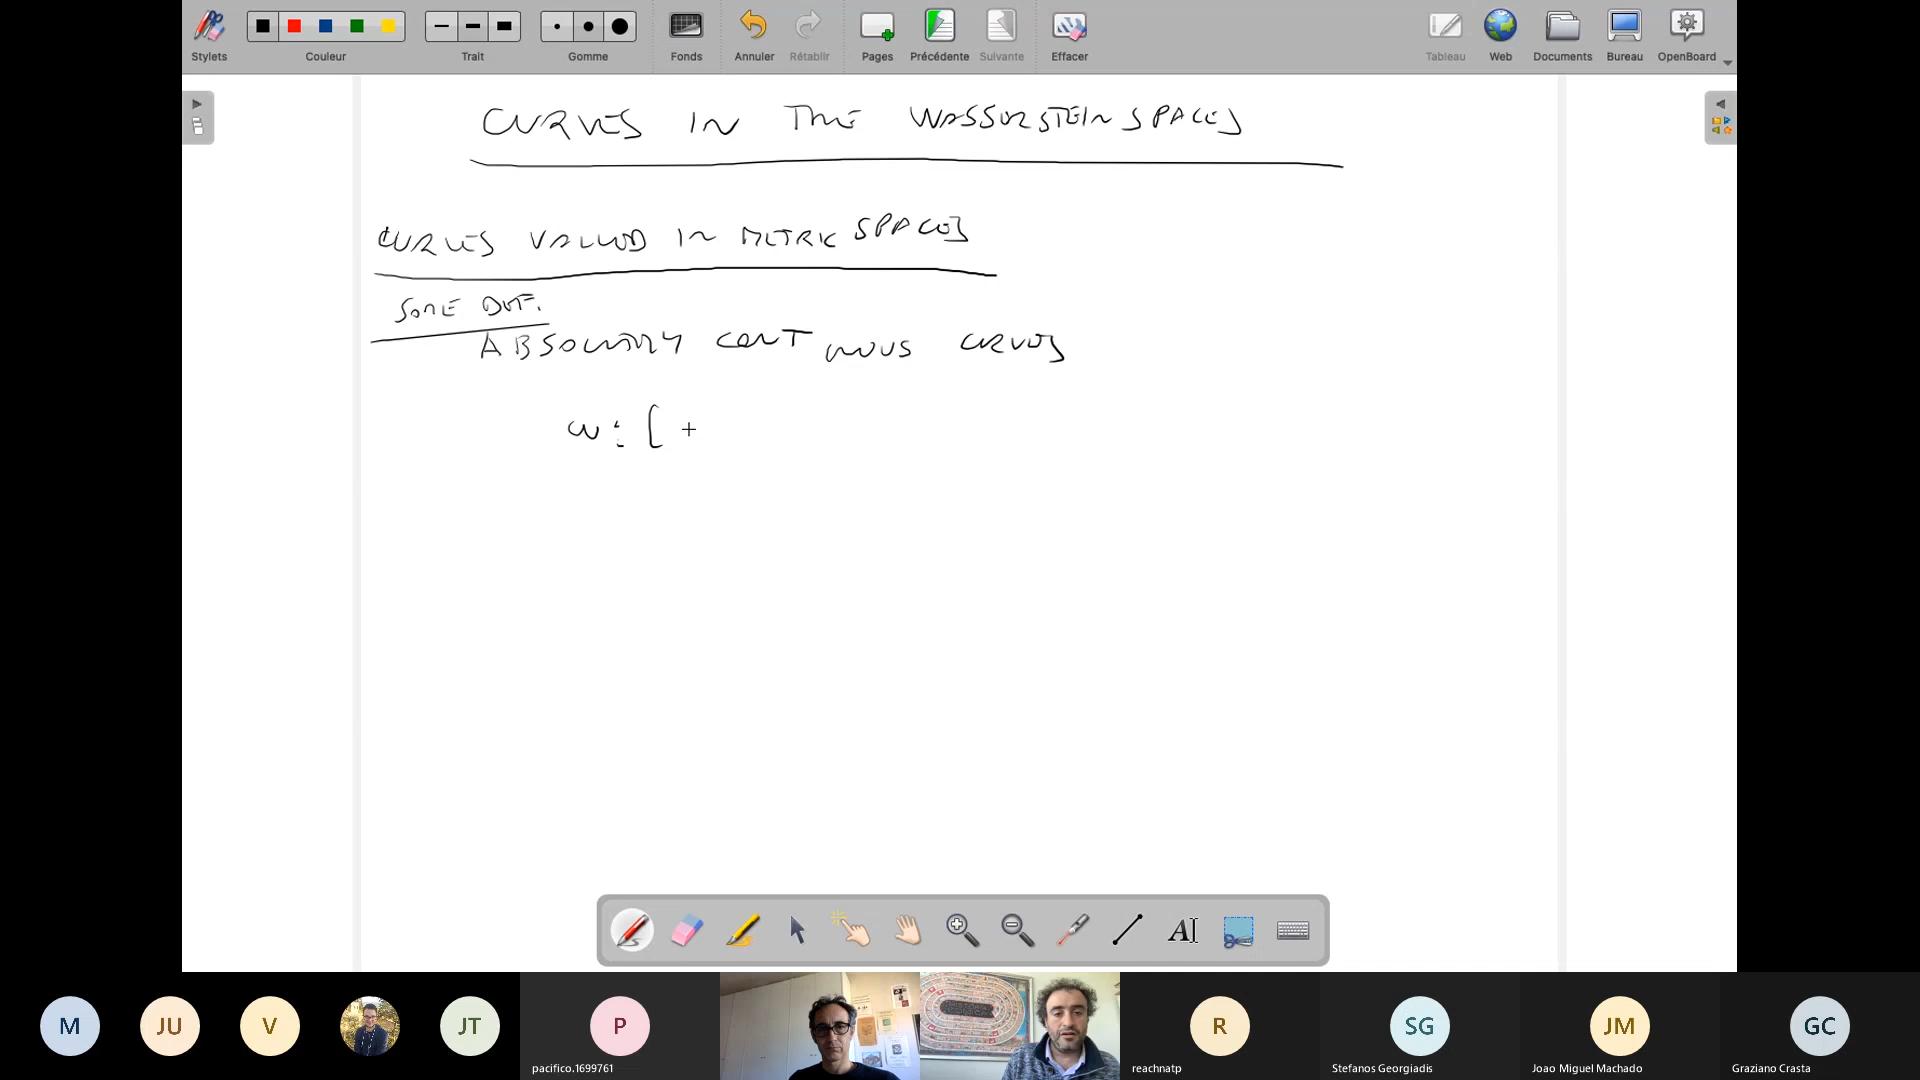 Stylets Couleur Trait Gomme Fonds Annuler Rétablir Pages Précédente Suivante Effacer Tableau Web Documents Bureau OpenBoard
CURVES IN THE WASSERSTEIN SPACES
CURVES VALUED IN METRIC SPACES
SOME DEF.
ABSOLUTELY CONTINUOUS CURVES
ω : [
AI
M JU V JT P R SG JM GC
pacifico.1699761 reachnatp Stefanos Georgiadis Joao Miguel Machado Graziano Crasta